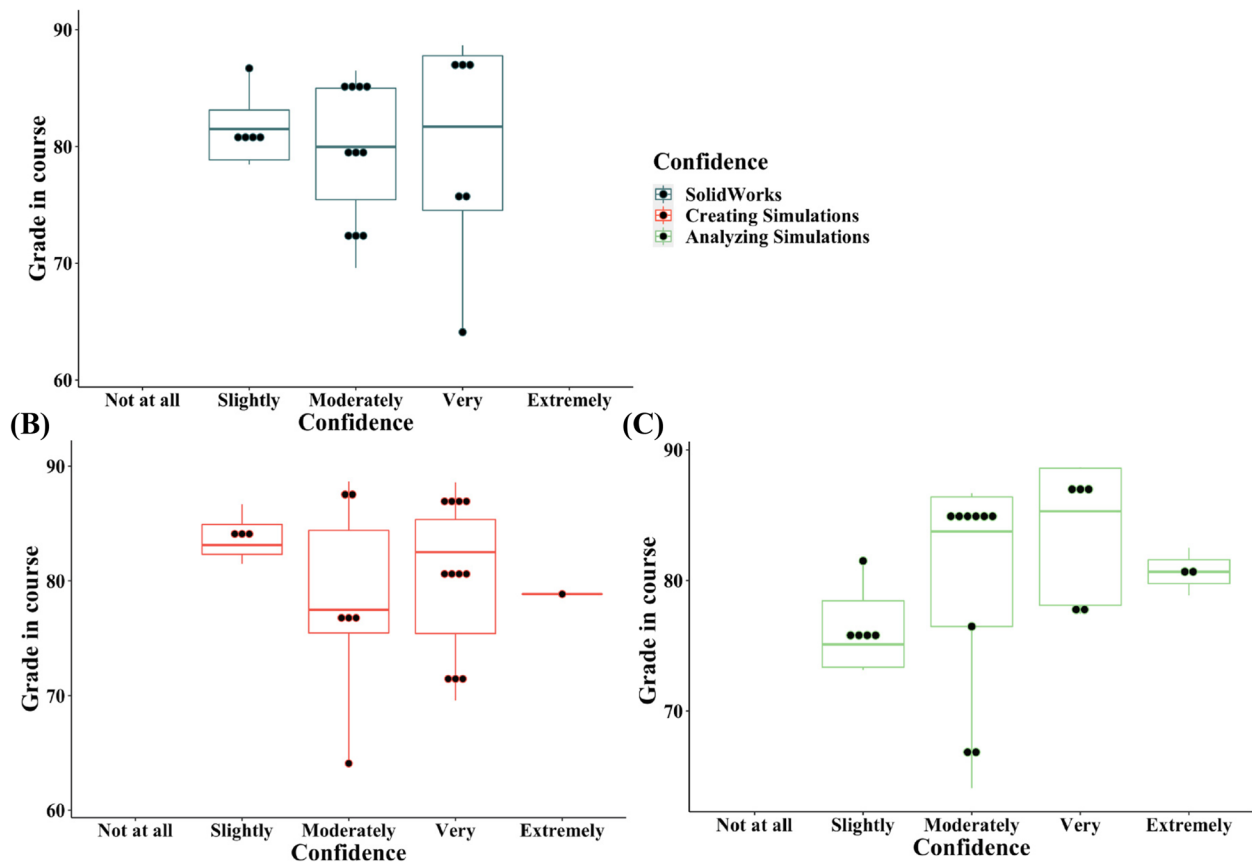 90
80
70
60
Grade in course
Not at all Slightly Moderately Very Extremely
Confidence
Confidence
SolidWorks
Creating Simulations
Analyzing Simulations
(B)
90
80
70
60
Grade in course
Not at all Slightly Moderately Very Extremely
Confidence
(C)
90
80
70
Grade in course
Not at all Slightly Moderately Very Extremely
Confidence